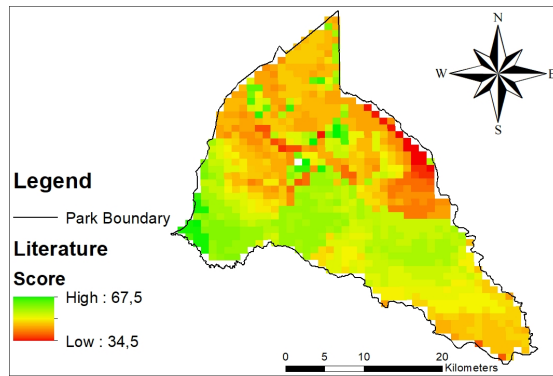 N
W
E
S
Legend
Park Boundary
Literature
Score
High : 67,5
Low : 34,5
0 5 10 20
Kilometers